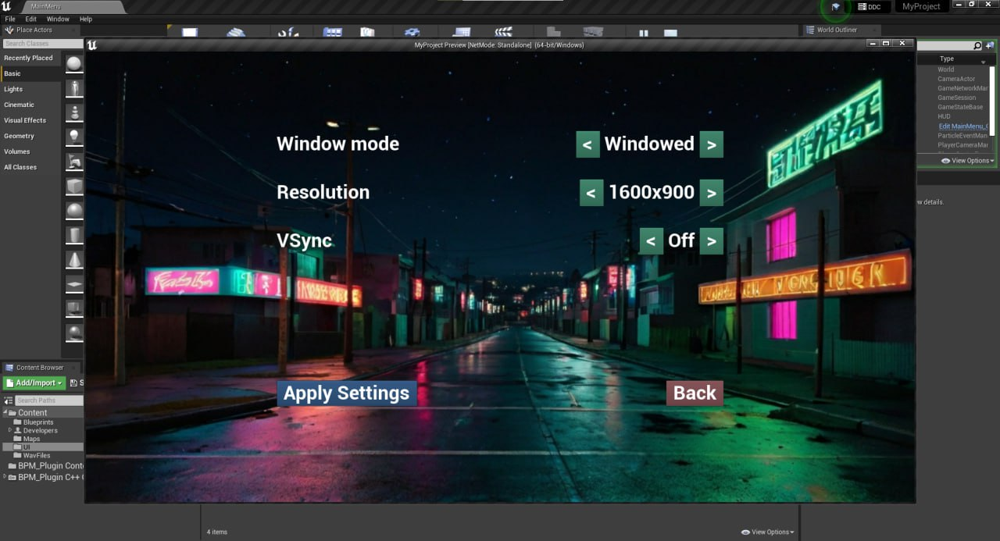 MainMenu
DDC
MyProject
File Edit Window Help
Place Actors
World Outliner
Search Classes
MyProject Preview [NetMode: Standalone] (64-bit/Windows)
Recently Placed
Basic
Lights
Cinematic
Visual Effects
Geometry
Volumes
All Classes
Type
World
CameraActor
GameNetworkMar
GameSession
GameStateBase
HUD
Edit MainMenu_
ParticleEventMan
PlayerCameraMar
View Options
w details.
Window mode < Windowed >
Resolution < 1600x900 >
VSync < Off >
Apply Settings
Back
Content Browser
Add/Import
S
Search Paths
Content
Blueprints
Developers
Maps
UI
WavFiles
BPM_Plugin Conte
BPM_Plugin C++
4 items
View Options